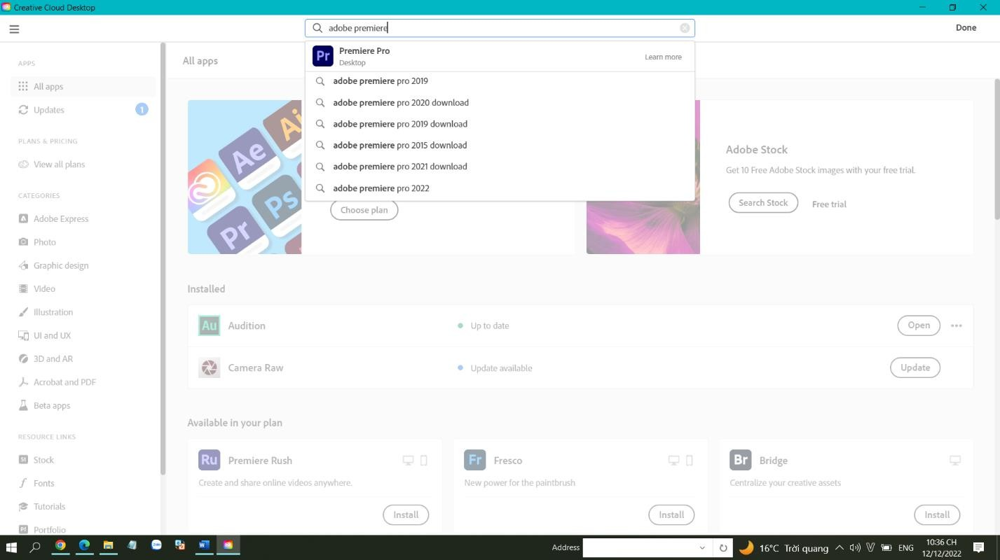 Creative Cloud Desktop
adobe premiere
Done
Pr
Premiere Pro
Desktop
Learn more
adobe premiere pro 2019
adobe premiere pro 2020 download
adobe premiere pro 2019 download
adobe premiere pro 2015 download
adobe premiere pro 2021 download
adobe premiere pro 2022
APPS
All apps
Updates
1
PLANS & PRICING
View all plans
CATEGORIES
Adobe Express
Photo
Graphic design
Video
Illustration
UI and UX
3D and AR
Acrobat and PDF
Beta apps
RESOURCE LINKS
St Stock
Fonts
Tutorials
Pf Portfolio
All apps
Ai
Ae
Ps
Pr
Choose plan
Adobe Stock
Get 10 Free Adobe Stock images with your free trial.
Search Stock
Free trial
Installed
Au Audition
Up to date
Open
Camera Raw
Update available
Update
Available in your plan
Ru Premiere Rush
Create and share online videos anywhere.
Install
Fr Fresco
New power for the paintbrush
Install
Br Bridge
Centralize your creative assets
Install
Zalo
W
Address
16°C Trời quang
ENG
10:36 CH
12/12/2022